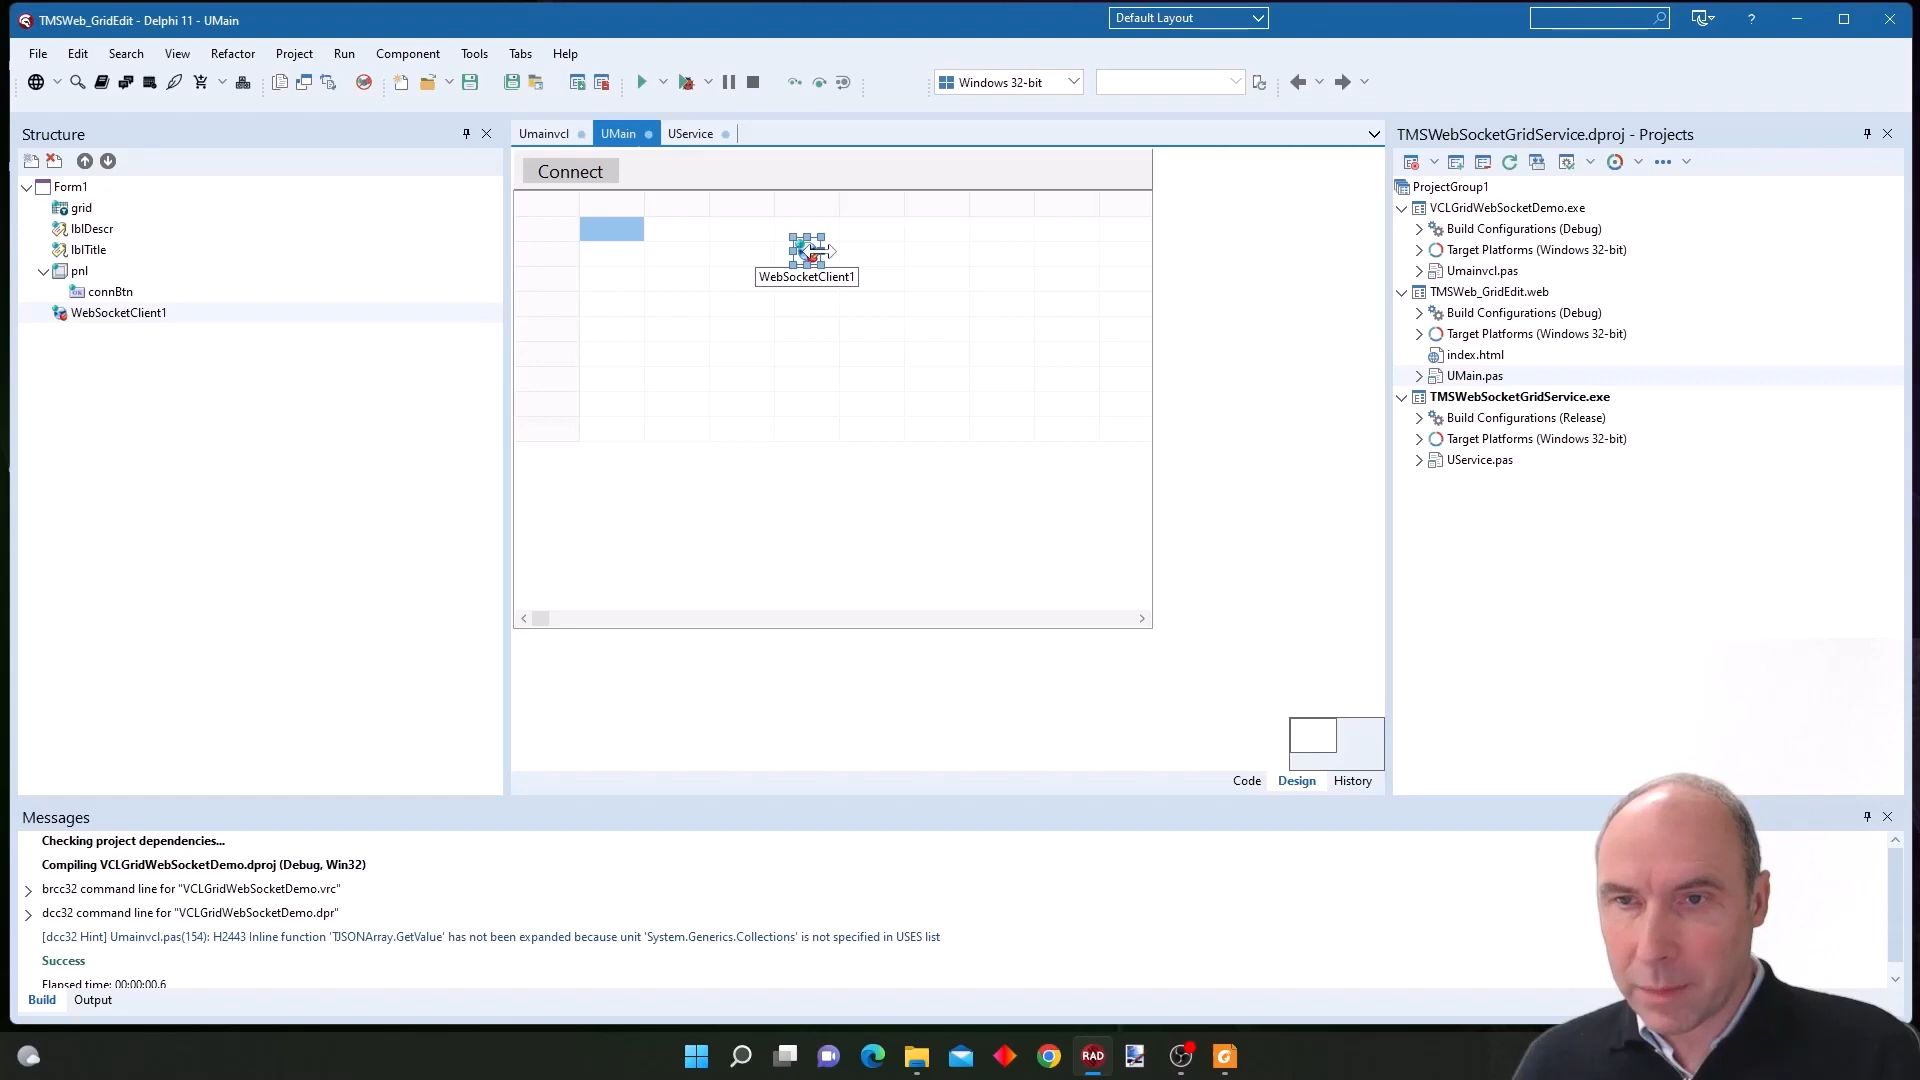 TMSWeb_GridEdit - Delphi 11 - UMain
Default Layout
?
File Edit Search View Refactor Project Run Component Tools Tabs Help
Windows 32-bit
Structure
Form1
grid
lblDescr
lblTitle
pnl
connBtn
WebSocketClient1
Umainvcl UMain UService
Connect
WebSocketClient1
Code Design History
TMSWebSocketGridService.dproj - Projects
ProjectGroup1
VCLGridWebSocketDemo.exe
Build Configurations (Debug)
Target Platforms (Windows 32-bit)
Umainvcl.pas
TMSWeb_GridEdit.web
Build Configurations (Debug)
Target Platforms (Windows 32-bit)
index.html
UMain.pas
TMSWebSocketGridService.exe
Build Configurations (Release)
Target Platforms (Windows 32-bit)
UService.pas
Messages
Checking project dependencies...
Compiling VCLGridWebSocketDemo.dproj (Debug, Win32)
brcc32 command line for "VCLGridWebSocketDemo.vrc"
dcc32 command line for "VCLGridWebSocketDemo.dpr"
[dcc32 Hint] Umainvcl.pas(154): H2443 Inline function 'TJSONArray.GetValue' has not been expanded because unit 'System.Generics.Collections' is not specified in USES list
Success
Elapsed time: 00:00:00.6
Build Output
RAD